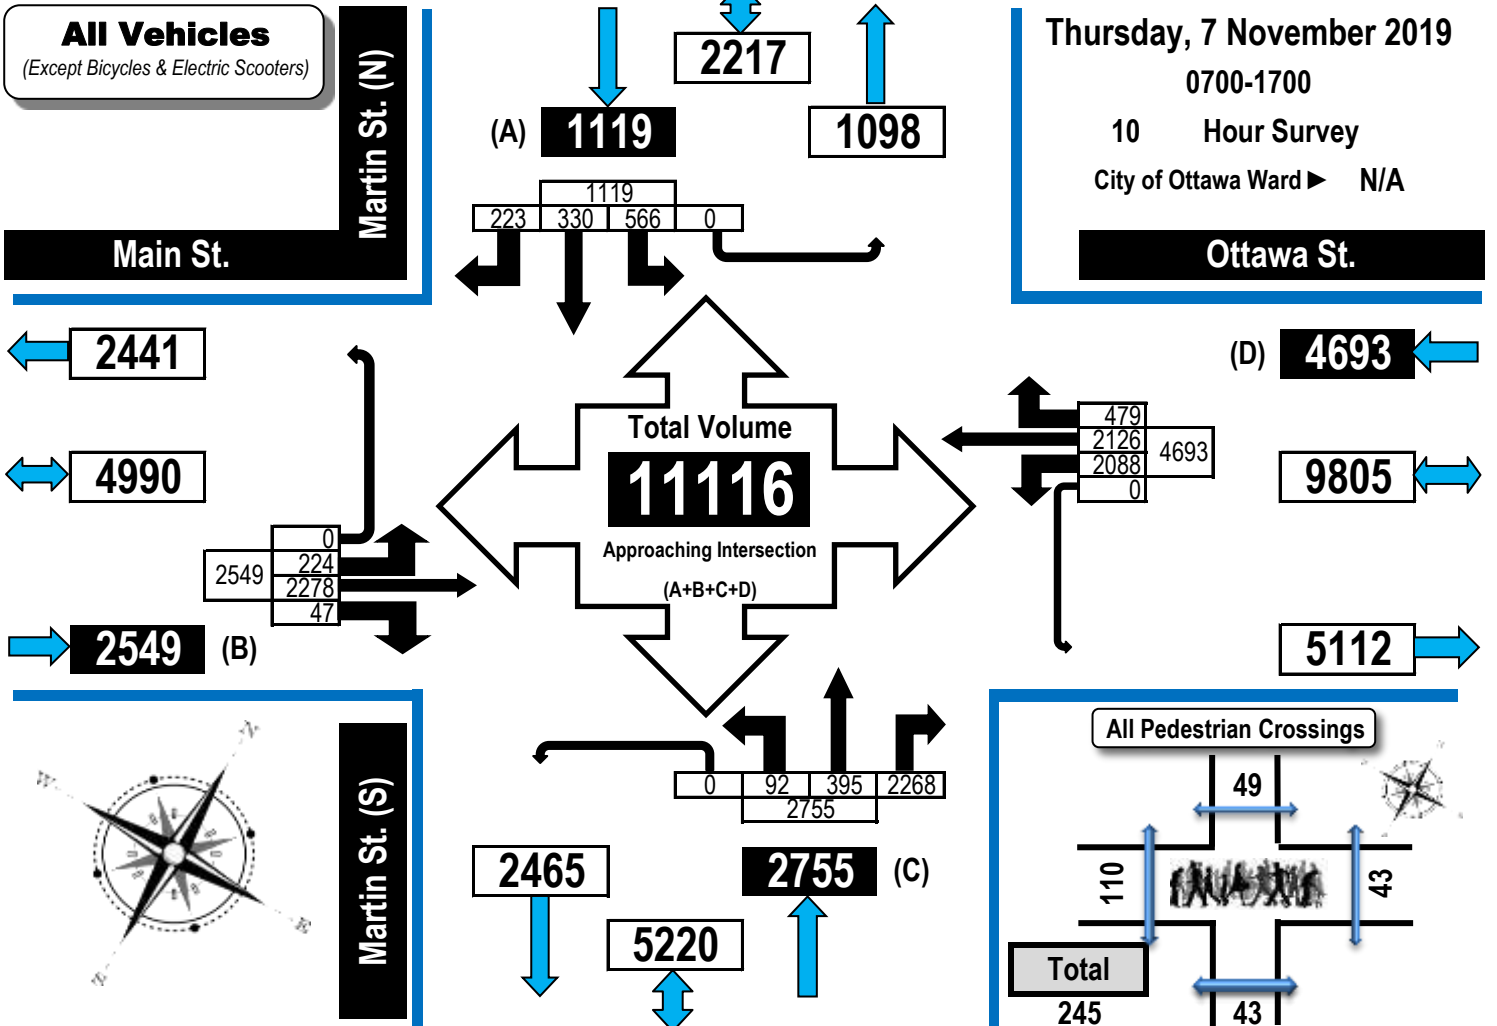 All Vehicles
(Except Bicycles & Electric Scooters)
Martin St. (N)
Main St.
2217
(A) 1119
1098
1119
223 330 566 0
Thursday, 7 November 2019
0700-1700
10 Hour Survey
City of Ottawa Ward ► N/A
Ottawa St.
2441
4990
0
224
2278
47
2549
2549 (B)
Total Volume
11116
Approaching Intersection
(A+B+C+D)
(D) 4693
479
2126
2088
0
4693
9805
5112
Martin St. (S)
N
W
E
S
0 92 395 2268
2755
2465
2755 (C)
5220
All Pedestrian Crossings
49
110
43
Total
245
43